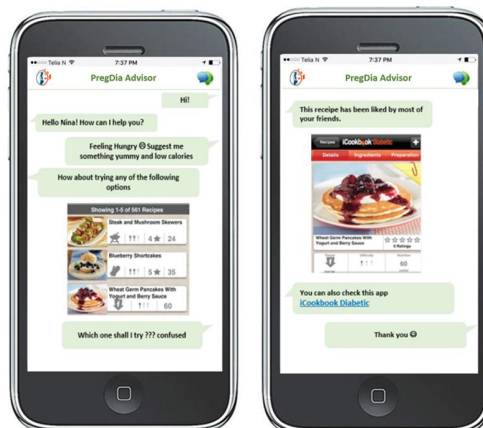 Telia N 7:37 PM
PregDia Advisor
Hi!
Hello Nina! How can I help you?
Feeling Hungry ☹ Suggest me
something yummy and low calories
How about trying any of the following
options
Showing 1-5 of 561 Recipes
Steak and Mushroom Skewers
4★ 24
Blueberry Shortcakes
5★ 35
Wheat Germ Pancakes With
Yogurt and Berry Sauce
60
Which one shall I try ??? confused
Telia N 7:37 PM
PregDia Advisor
This receipe has been liked by most of
your friends.
Recipes iCookbook Diabetic +
Details Ingredients Preparation
Wheat Germ Pancakes With
Yogurt and Berry Sauce
0 Ratings
Difficulty
60
You can also check this app
iCookbook Diabetic
Thank you ☺